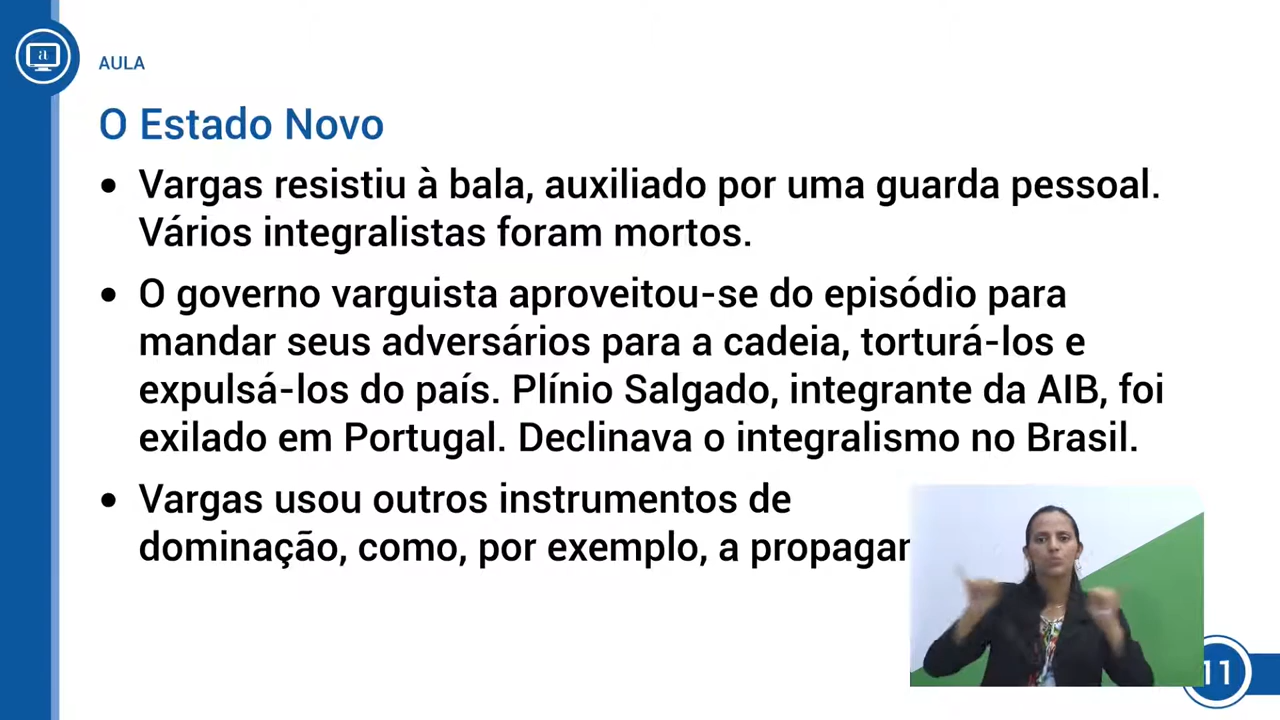 AULA
O Estado Novo
• Vargas resistiu à bala, auxiliado por uma guarda pessoal.
Vários integralistas foram mortos.
• O governo varguista aproveitou-se do episódio para
mandar seus adversários para a cadeia, torturá-los e
expulsá-los do país. Plínio Salgado, integrante da AIB, foi
exilado em Portugal. Declinava o integralismo no Brasil.
• Vargas usou outros instrumentos de
dominação, como, por exemplo, a
11